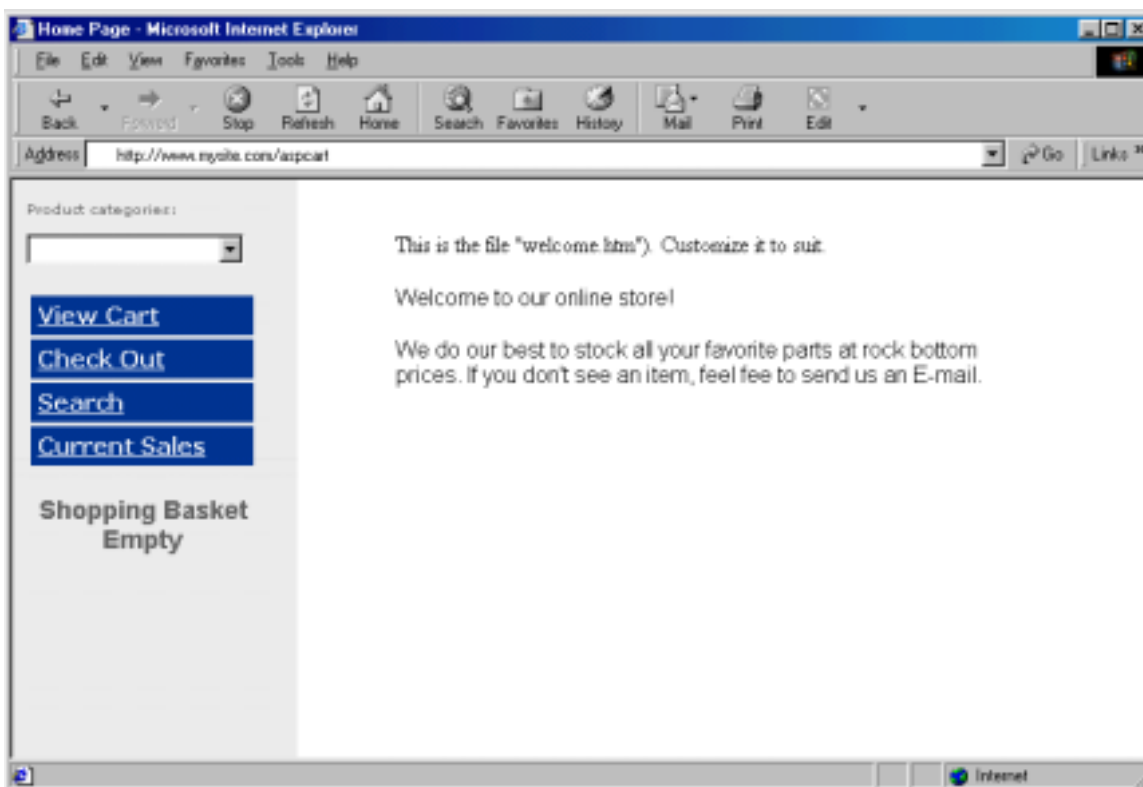 Home Page - Microsoft Internet Explorer
File Edit View Favorites Tools Help
Back Forward Stop Refresh Home Search Favorites History Mail Print Edit
Address http://www.mysite.com/aspcart Go Links »
Product categories:
This is the file "welcome.htm"). Customize it to suit.
Welcome to our online store!
We do our best to stock all your favorite parts at rock bottom
prices. If you don't see an item, feel fee to send us an E-mail.
View Cart
Check Out
Search
Current Sales
Shopping Basket
Empty
Internet